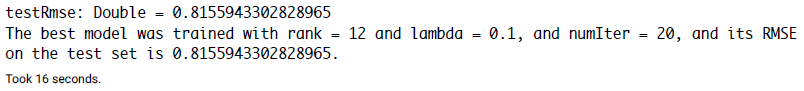 testRmse: Double = 0.8155943302828965
The best model was trained with rank = 12 and lambda = 0.1, and numIter = 20, and its RMSE
on the test set is 0.8155943302828965.
Took 16 seconds.